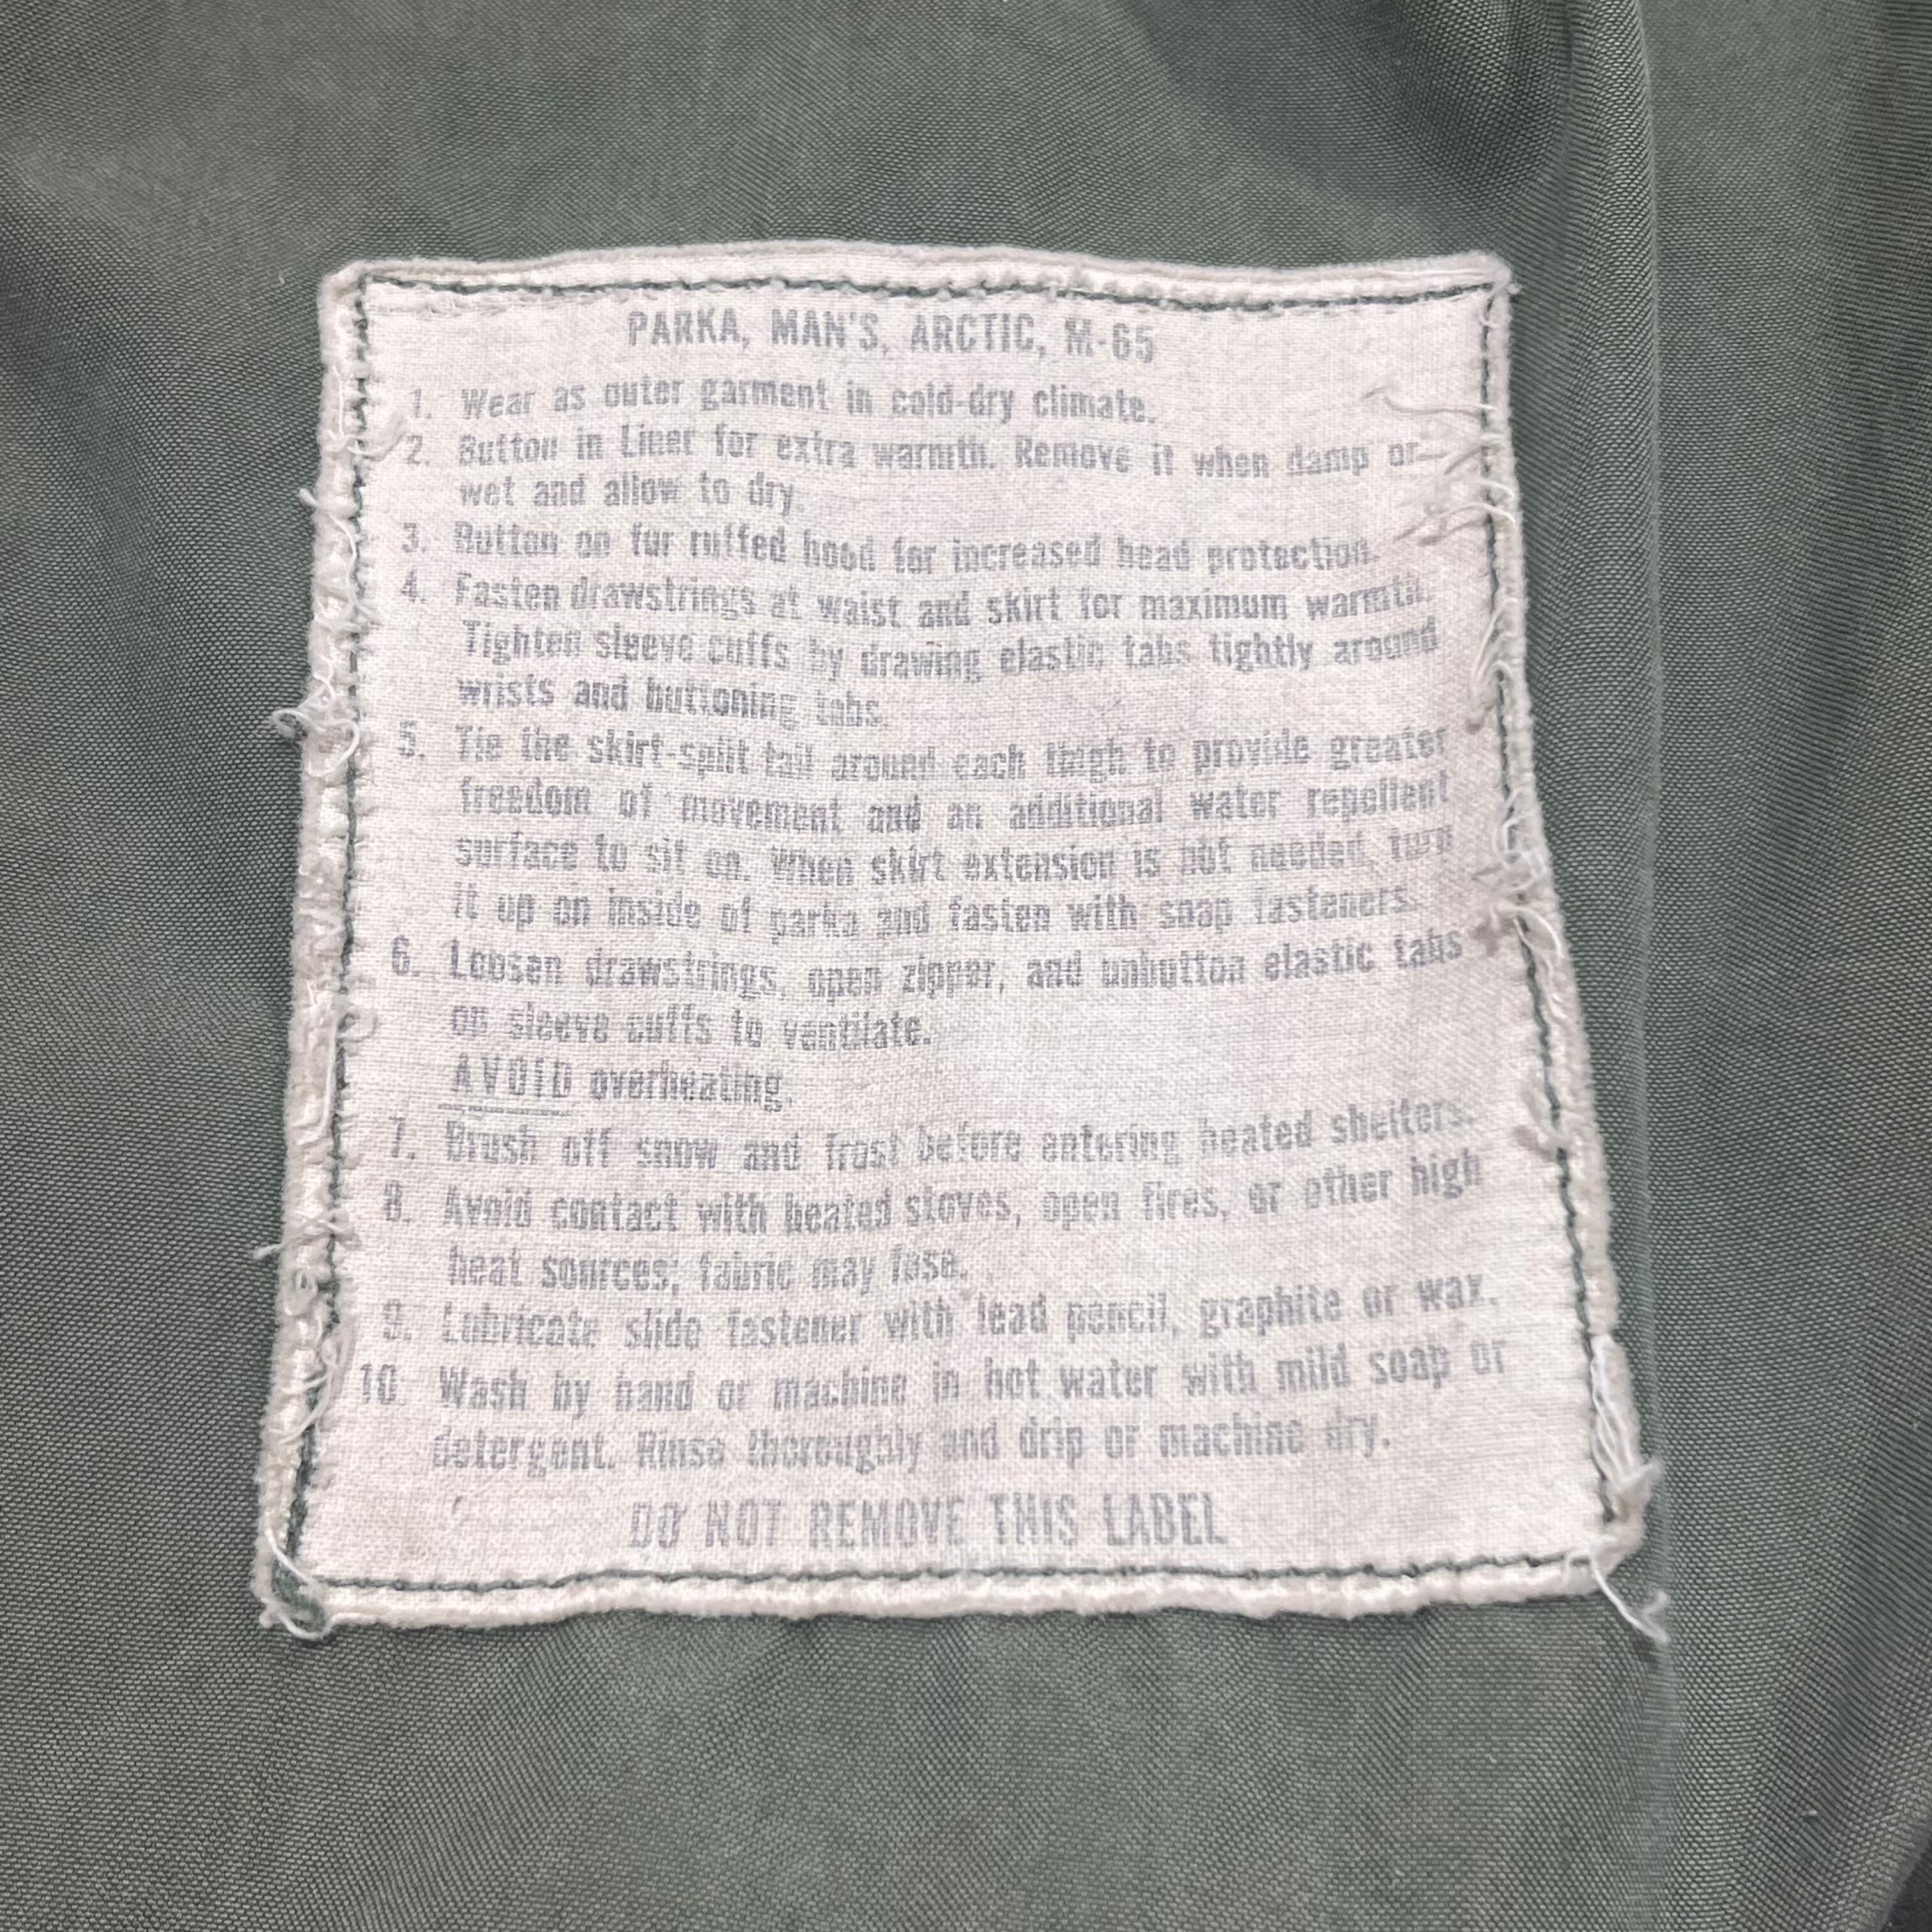 PARKA, MAN'S, ARCTIC, M-65
1. Wear as outer garment in cold-dry climate.
2. Button in Liner for extra warmth. Remove it when damp or
wet and allow to dry.
3. Button on fur ruffed hood for increased head protection.
4. Fasten drawstrings at waist and skirt for maximum warmth.
Tighten sleeve cuffs by drawing elastic tabs tightly around
wrists and buttoning tabs.
5. Tie the skirt-split tail around each thigh to provide greater
freedom of movement and an additional water repellent
surface to sit on. When skirt extension is not needed, turn
it up on inside of parka and fasten with snap fasteners.
6. Loosen drawstrings, open zipper, and unbutton elastic tabs
on sleeve cuffs to ventilate.
AVOID overheating.
7. Brush off snow and frost before entering heated shelters.
8. Avoid contact with heated stoves, open fires, or other high
heat sources; fabric may fuse.
9. Lubricate slide fastener with lead pencil, graphite or wax.
10. Wash by hand or machine in hot water with mild soap or
detergent. Rinse thoroughly and drip or machine dry.
DO NOT REMOVE THIS LABEL